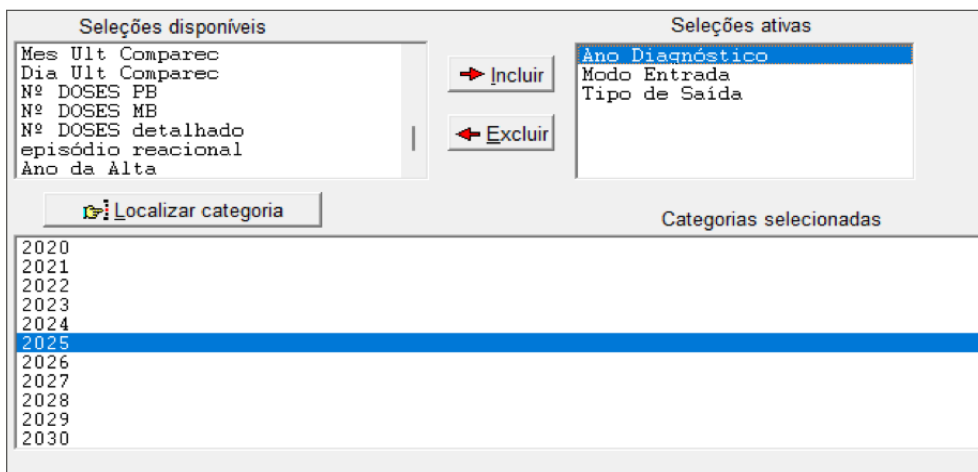 Seleções disponíveis
Mes Ult Comparec
Dia Ult Comparec
Nº DOSES PB
Nº DOSES MB
Nº DOSES detalhado
episódio reacional
Ano da Alta
Incluir
Excluir
Seleções ativas
Ano Diagnóstico
Modo Entrada
Tipo de Saída
Localizar categoria
Categorias selecionadas
2020
2021
2022
2023
2024
2025
2026
2027
2028
2029
2030